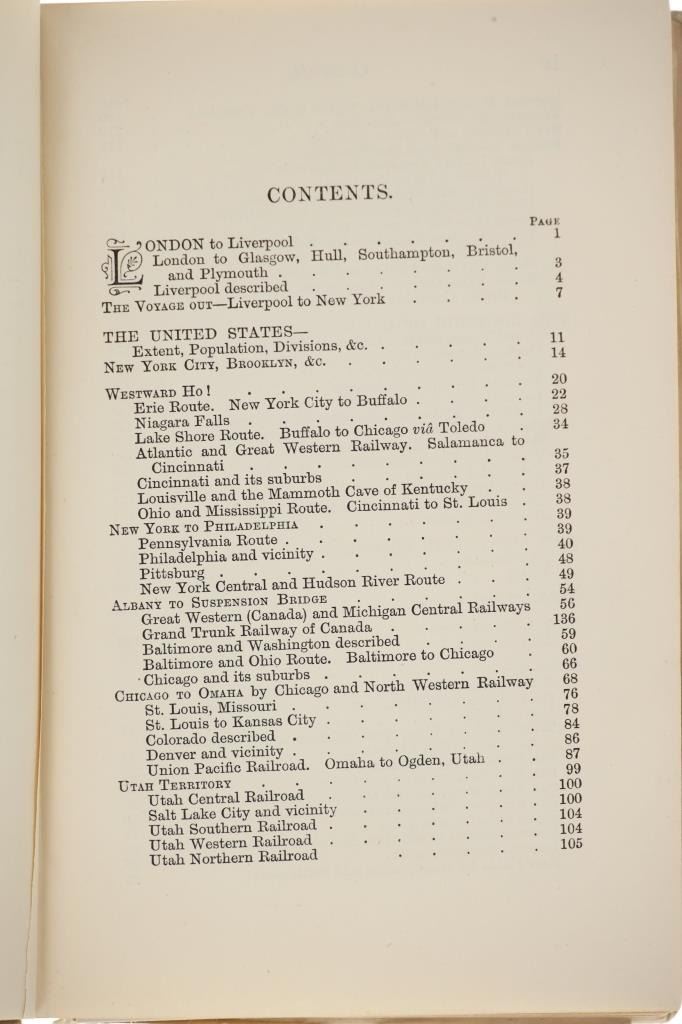 CONTENTS.
PAGE
LONDON to Liverpool . . . . . . . 1
London to Glasgow, Hull, Southampton, Bristol,
and Plymouth . . . . . . . . 3
Liverpool described . . . . . . . 4
THE VOYAGE OUT—Liverpool to New York . . . . 7
THE UNITED STATES—
Extent, Population, Divisions, &c. . . . . . 11
NEW YORK CITY, BROOKLYN, &c. . . . . . . 14
WESTWARD HO! . . . . . . . . . 20
Erie Route. New York City to Buffalo . . . . 22
Niagara Falls . . . . . . . . . 28
Lake Shore Route. Buffalo to Chicago viâ Toledo . 34
Atlantic and Great Western Railway. Salamanca to
Cincinnati . . . . . . . . . 35
Cincinnati and its suburbs . . . . . . 37
Louisville and the Mammoth Cave of Kentucky . . 38
Ohio and Mississippi Route. Cincinnati to St. Louis . 38
NEW YORK TO PHILADELPHIA . . . . . . . 39
Pennsylvania Route . . . . . . . . 39
Philadelphia and vicinity . . . . . . . 40
Pittsburg . . . . . . . . . . 48
New York Central and Hudson River Route . . . 49
ALBANY TO SUSPENSION BRIDGE . . . . . . 54
Great Western (Canada) and Michigan Central Railways 56
Grand Trunk Railway of Canada . . . . . 136
Baltimore and Washington described . . . . 59
Baltimore and Ohio Route. Baltimore to Chicago . 60
Chicago and its suburbs . . . . . . . 66
CHICAGO TO OMAHA by Chicago and North Western Railway 68
St. Louis, Missouri . . . . . . . . 76
St. Louis to Kansas City . . . . . . . 78
Colorado described . . . . . . . . 84
Denver and vicinity . . . . . . . . 86
Union Pacific Railroad. Omaha to Ogden, Utah . . 87
UTAH TERRITORY . . . . . . . . . 99
Utah Central Railroad . . . . . . . 100
Salt Lake City and vicinity . . . . . . 100
Utah Southern Railroad . . . . . . . 104
Utah Western Railroad . . . . . . . 104
Utah Northern Railroad . . . . . 105